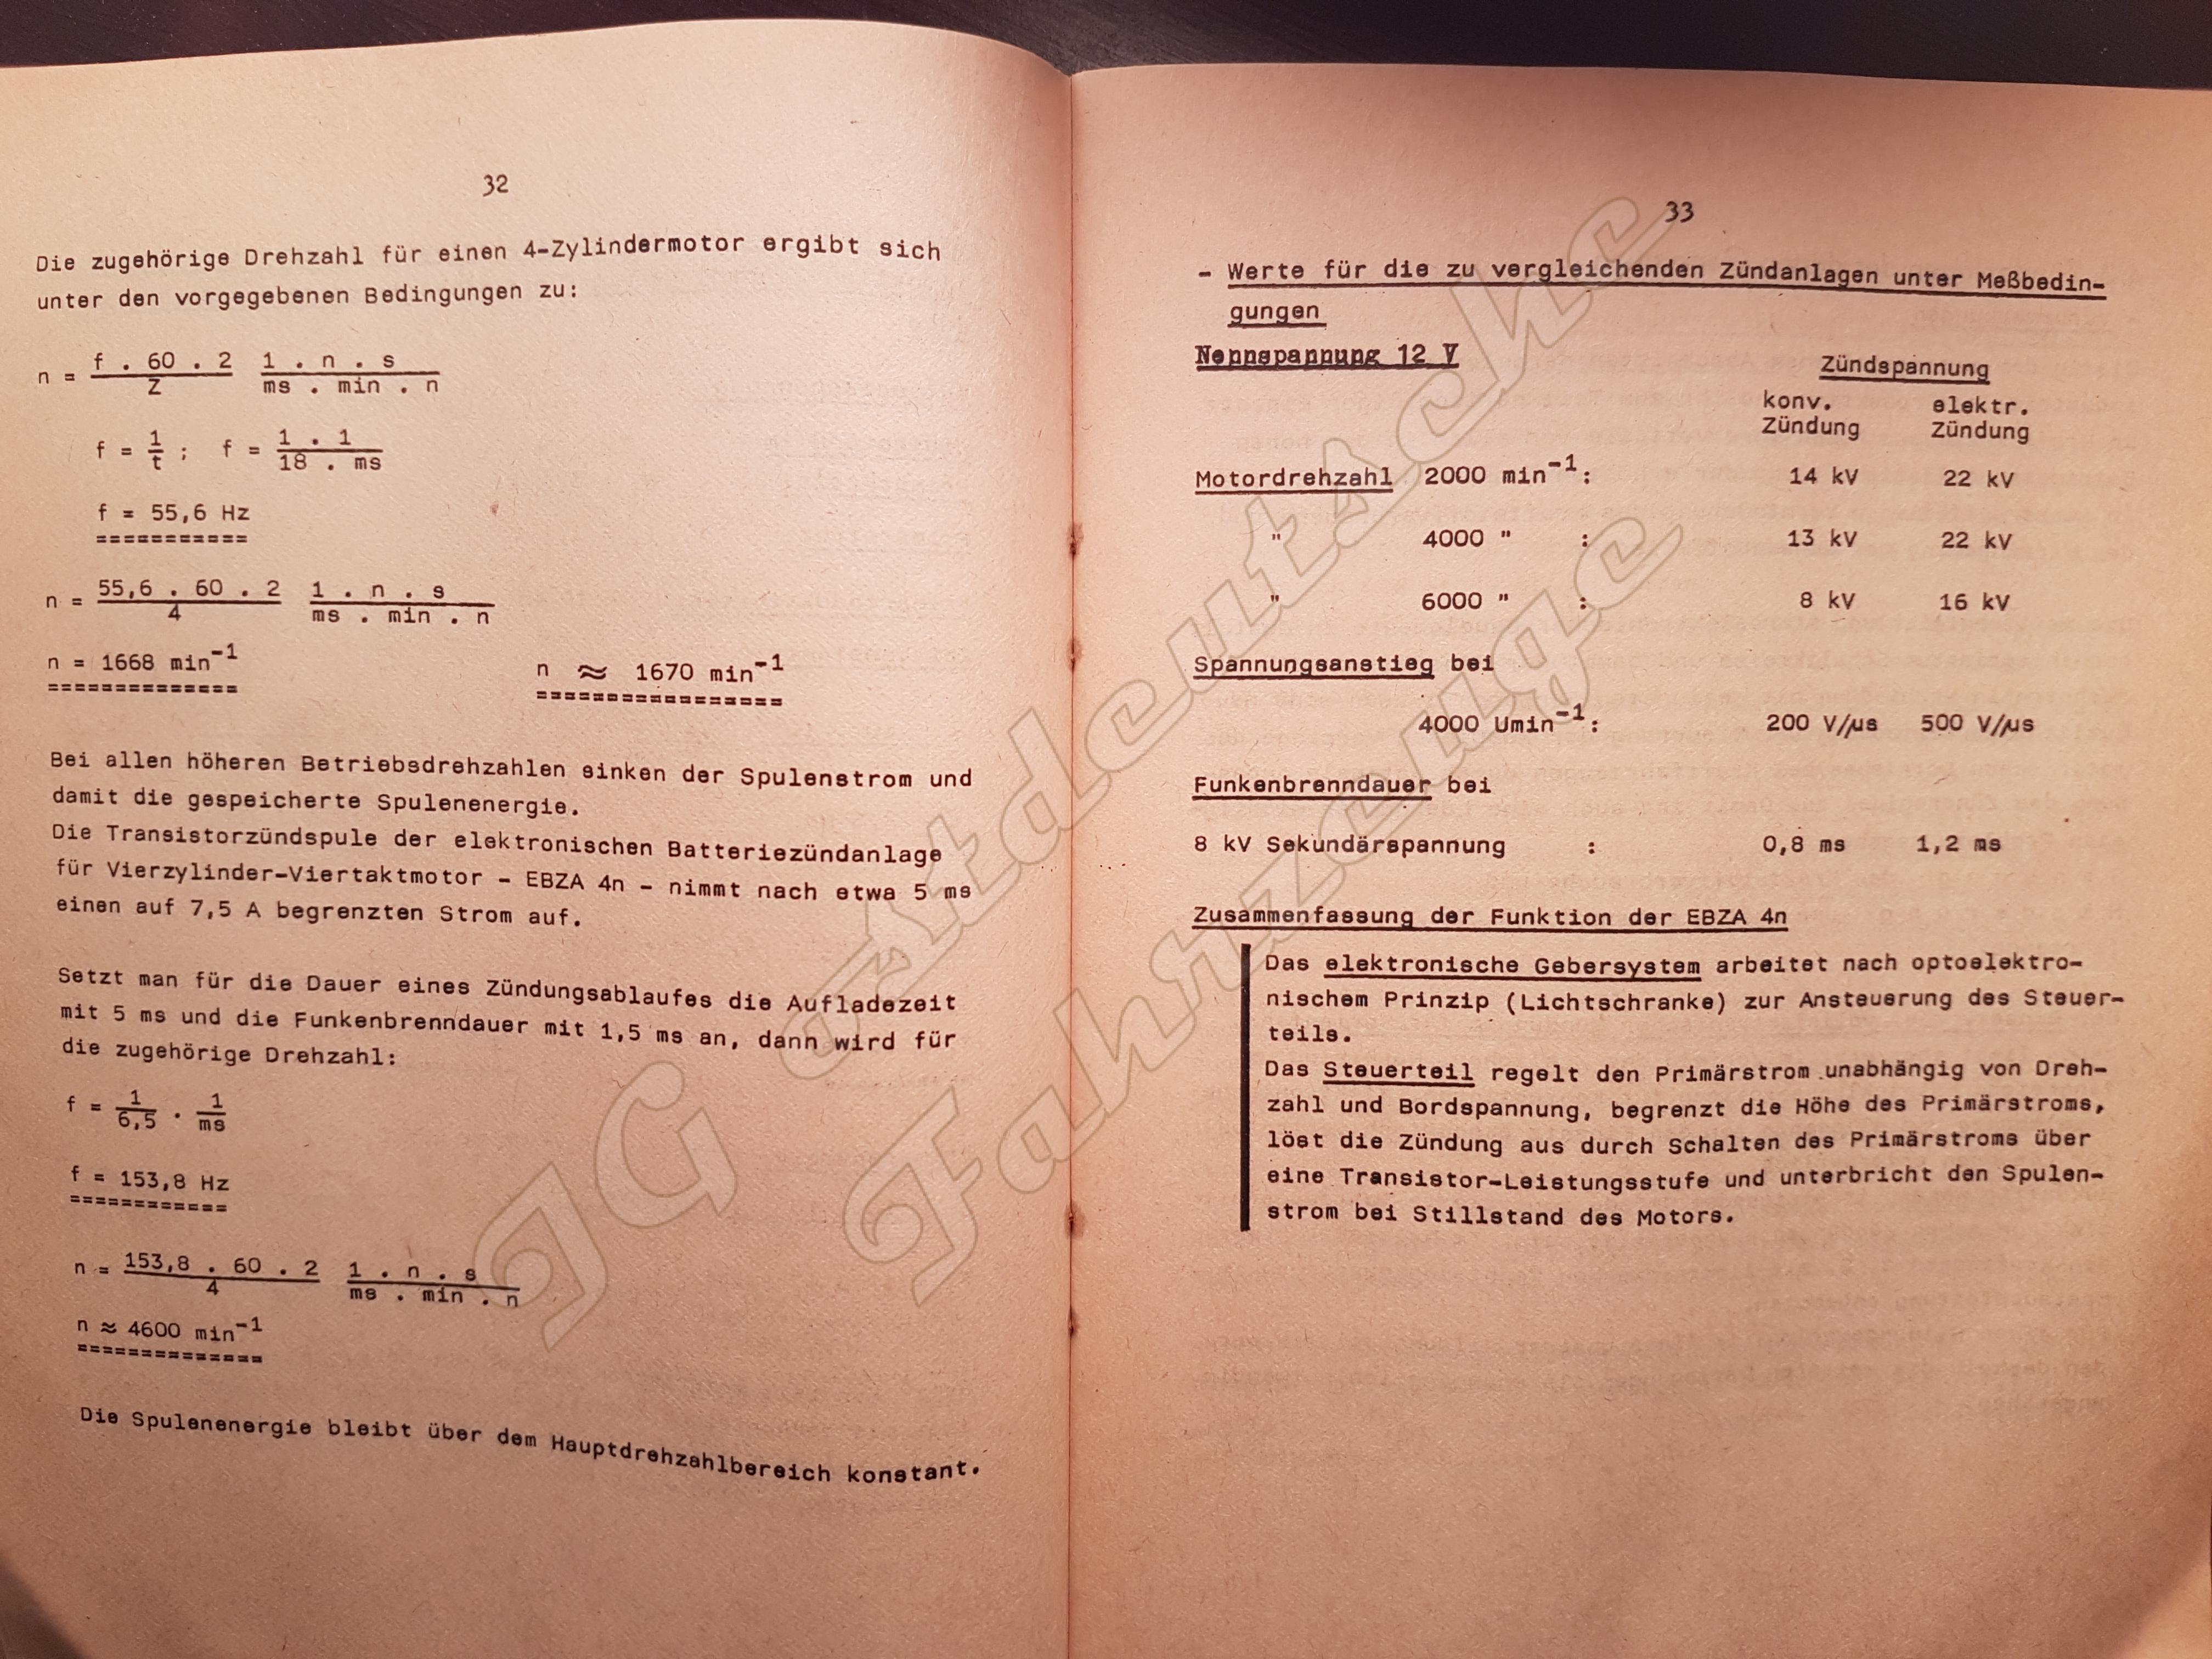 32
Die zugehörige Drehzahl für einen 4-Zylindermotor ergibt sich
unter den vorgegebenen Bedingungen zu:
n = f . 60 . 2 / Z   1 . n . s / ms . min . n
f = 1/t ; f = 1 . 1 / 18 . ms
f = 55,6 Hz
===========
n = 55,6 . 60 . 2 / 4   1 . n . s / ms . min . n
n = 1668 min⁻¹   n ≈ 1670 min⁻¹
==============   ==================
Bei allen höheren Betriebsdrehzahlen sinken der Spulenstrom und
damit die gespeicherte Spulenenergie.
Die Transistorzündspule der elektronischen Batteriezündanlage
für Vierzylinder-Viertaktmotor - EBZA 4n - nimmt nach etwa 5 ms
einen auf 7,5 A begrenzten Strom auf.
Setzt man für die Dauer eines Zündungsablaufes die Aufladezeit
mit 5 ms und die Funkenbrenndauer mit 1,5 ms an, dann wird für
die zugehörige Drehzahl:
f = 1/6,5 . 1/ms
f = 153,8 Hz
============
n = 153,8 . 60 . 2 / 4   1 . n . s / ms . min . n
n ≈ 4600 min⁻¹
==============
Die Spulenenergie bleibt über dem Hauptdrehzahlbereich konstant.
33
- Werte für die zu vergleichenden Zündanlagen unter Meßbedin-
gungen
Nennspannung 12 V   Zündspannung
konv. elektr.
Zündung Zündung
Motordrehzahl 2000 min⁻¹: 14 kV 22 kV
" 4000 " : 13 kV 22 kV
" 6000 " : 8 kV 16 kV
Spannungsanstieg bei
4000 Umin⁻¹: 200 V/µs 500 V/µs
Funkenbrenndauer bei
8 kV Sekundärspannung : 0,8 ms 1,2 ms
Zusammenfassung der Funktion der EBZA 4n
Das elektronische Gebersystem arbeitet nach optoelektro-
nischem Prinzip (Lichtschranke) zur Ansteuerung des Steuer-
teils.
Das Steuerteil regelt den Primärstrom unabhängig von Dreh-
zahl und Bordspannung, begrenzt die Höhe des Primärstroms,
löst die Zündung aus durch Schalten des Primärstroms über
eine Transistor-Leistungsstufe und unterbricht den Spulen-
strom bei Stillstand des Motors.
IG Ostdeutsche
Fahrzeuge